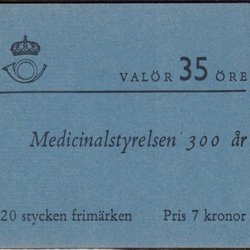 VALÖR 35 ÖRE
Medicinalstyrelsen 300 år
20 stycken frimärken Pris 7 kronor